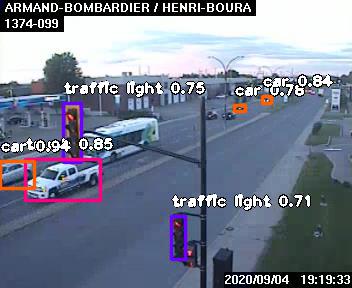 ARMAND-BOMBARDIER / HENRI-BOURA
1374-099
traffic light 0.75
car 0.84
car 0.78
car 0.94
0.85
traffic light 0.71
2020/09/04 19:19:33